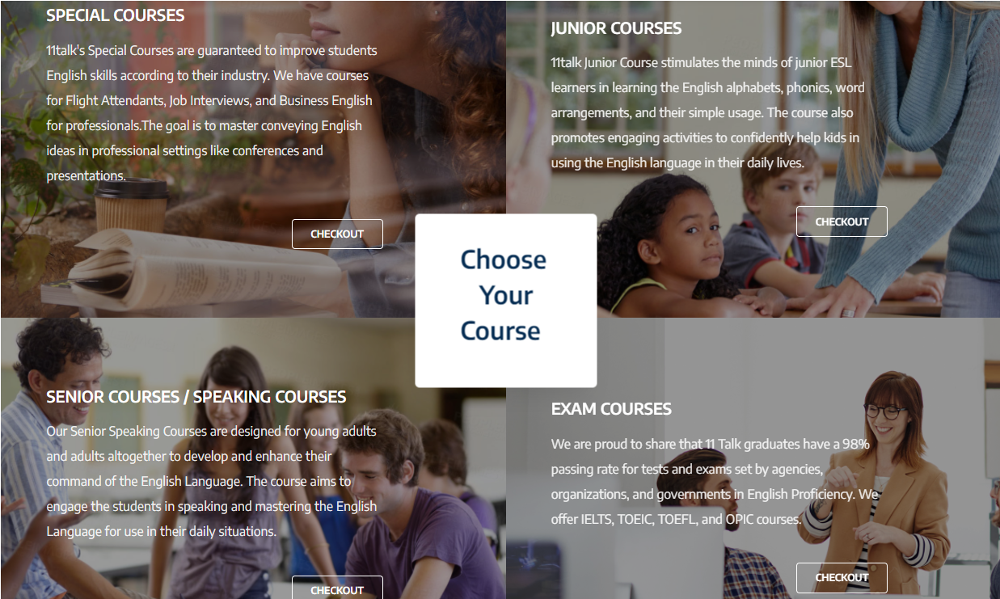 SPECIAL COURSES
11talk's Special Courses are guaranteed to improve students
English skills according to their industry. We have courses
for Flight Attendants, Job Interviews, and Business English
for professionals.The goal is to master conveying English
ideas in professional settings like conferences and
presentations.
CHECKOUT
JUNIOR COURSES
11talk Junior Course stimulates the minds of junior ESL
learners in learning the English alphabets, phonics, word
arrangements, and their simple usage. The course also
promotes engaging activities to confidently help kids in
using the English language in their daily lives.
CHECKOUT
Choose
Your
Course
SENIOR COURSES / SPEAKING COURSES
Our Senior Speaking Courses are designed for young adults
and adults altogether to develop and enhance their
command of the English Language. The course aims to
engage the students in speaking and mastering the English
Language for use in their daily situations.
CHECKOUT
EXAM COURSES
We are proud to share that 11 Talk graduates have a 98%
passing rate for tests and exams set by agencies,
organizations, and governments in English Proficiency. We
offer IELTS, TOEIC, TOEFL, and OPIC courses.
CHECKOUT